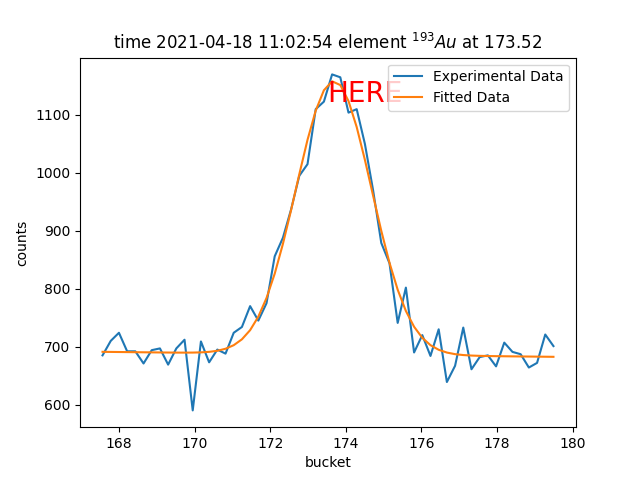 time 2021-04-18 11:02:54 element ¹⁹³Au at 173.52
HERE
Experimental Data
Fitted Data
counts
1100
1000
900
800
700
600
168 170 172 174 176 178 180
bucket